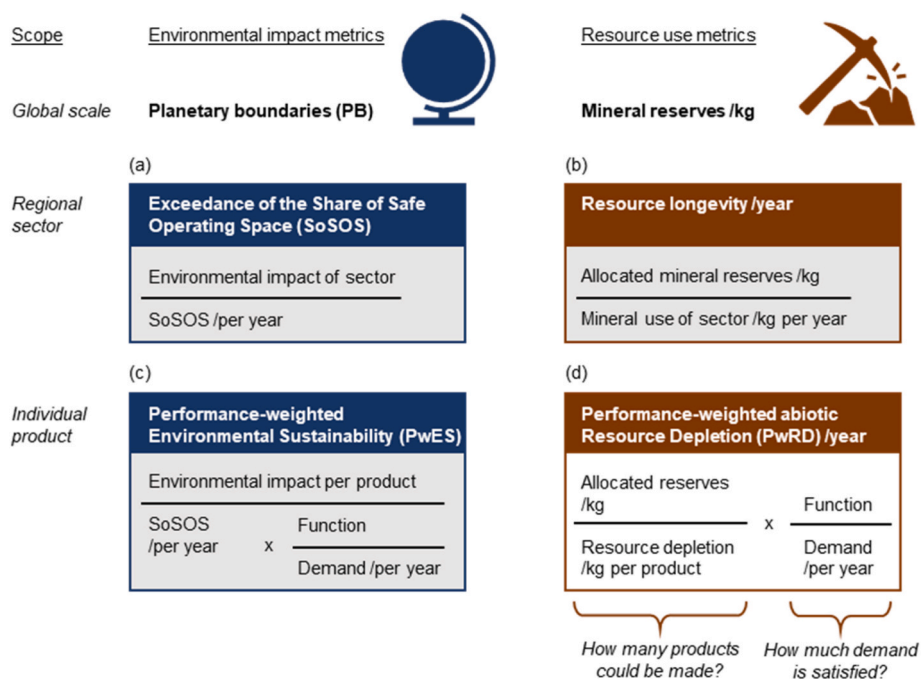 Scope
Environmental impact metrics
Resource use metrics
Global scale
Planetary boundaries (PB)
Mineral reserves /kg
(a)
(b)
Regional
sector
Exceedance of the Share of Safe
Operating Space (SoSOS)
Environmental impact of sector
SoSOS /per year
Resource longevity /year
Allocated mineral reserves /kg
Mineral use of sector /kg per year
(c)
(d)
Individual
product
Performance-weighted
Environmental Sustainability (PwES)
Environmental impact per product
SoSOS
/per year
x
Function
Demand /per year
Performance-weighted abiotic
Resource Depletion (PwRD) /year
Allocated reserves
/kg
Resource depletion
/kg per product
x
Function
Demand
/per year
How many products
could be made?
How much demand
is satisfied?